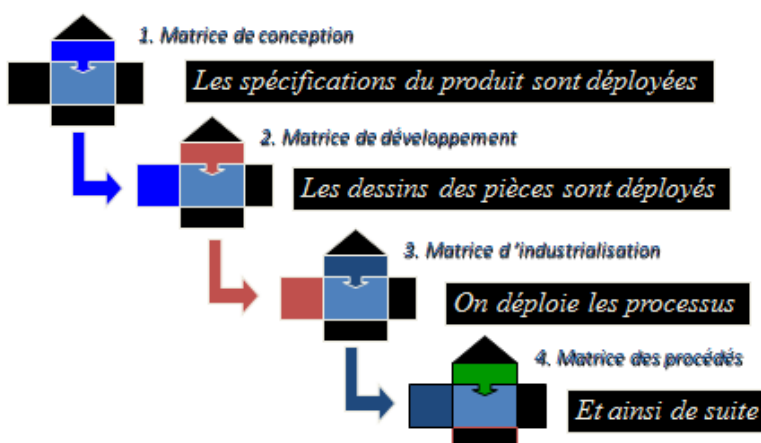 1. Matrice de conception
Les spécifications du produit sont déployées
2. Matrice de développement
Les dessins des pièces sont déployés
3. Matrice d'industrialisation
On déploie les processus
4. Matrice des procédés
Et ainsi de suite